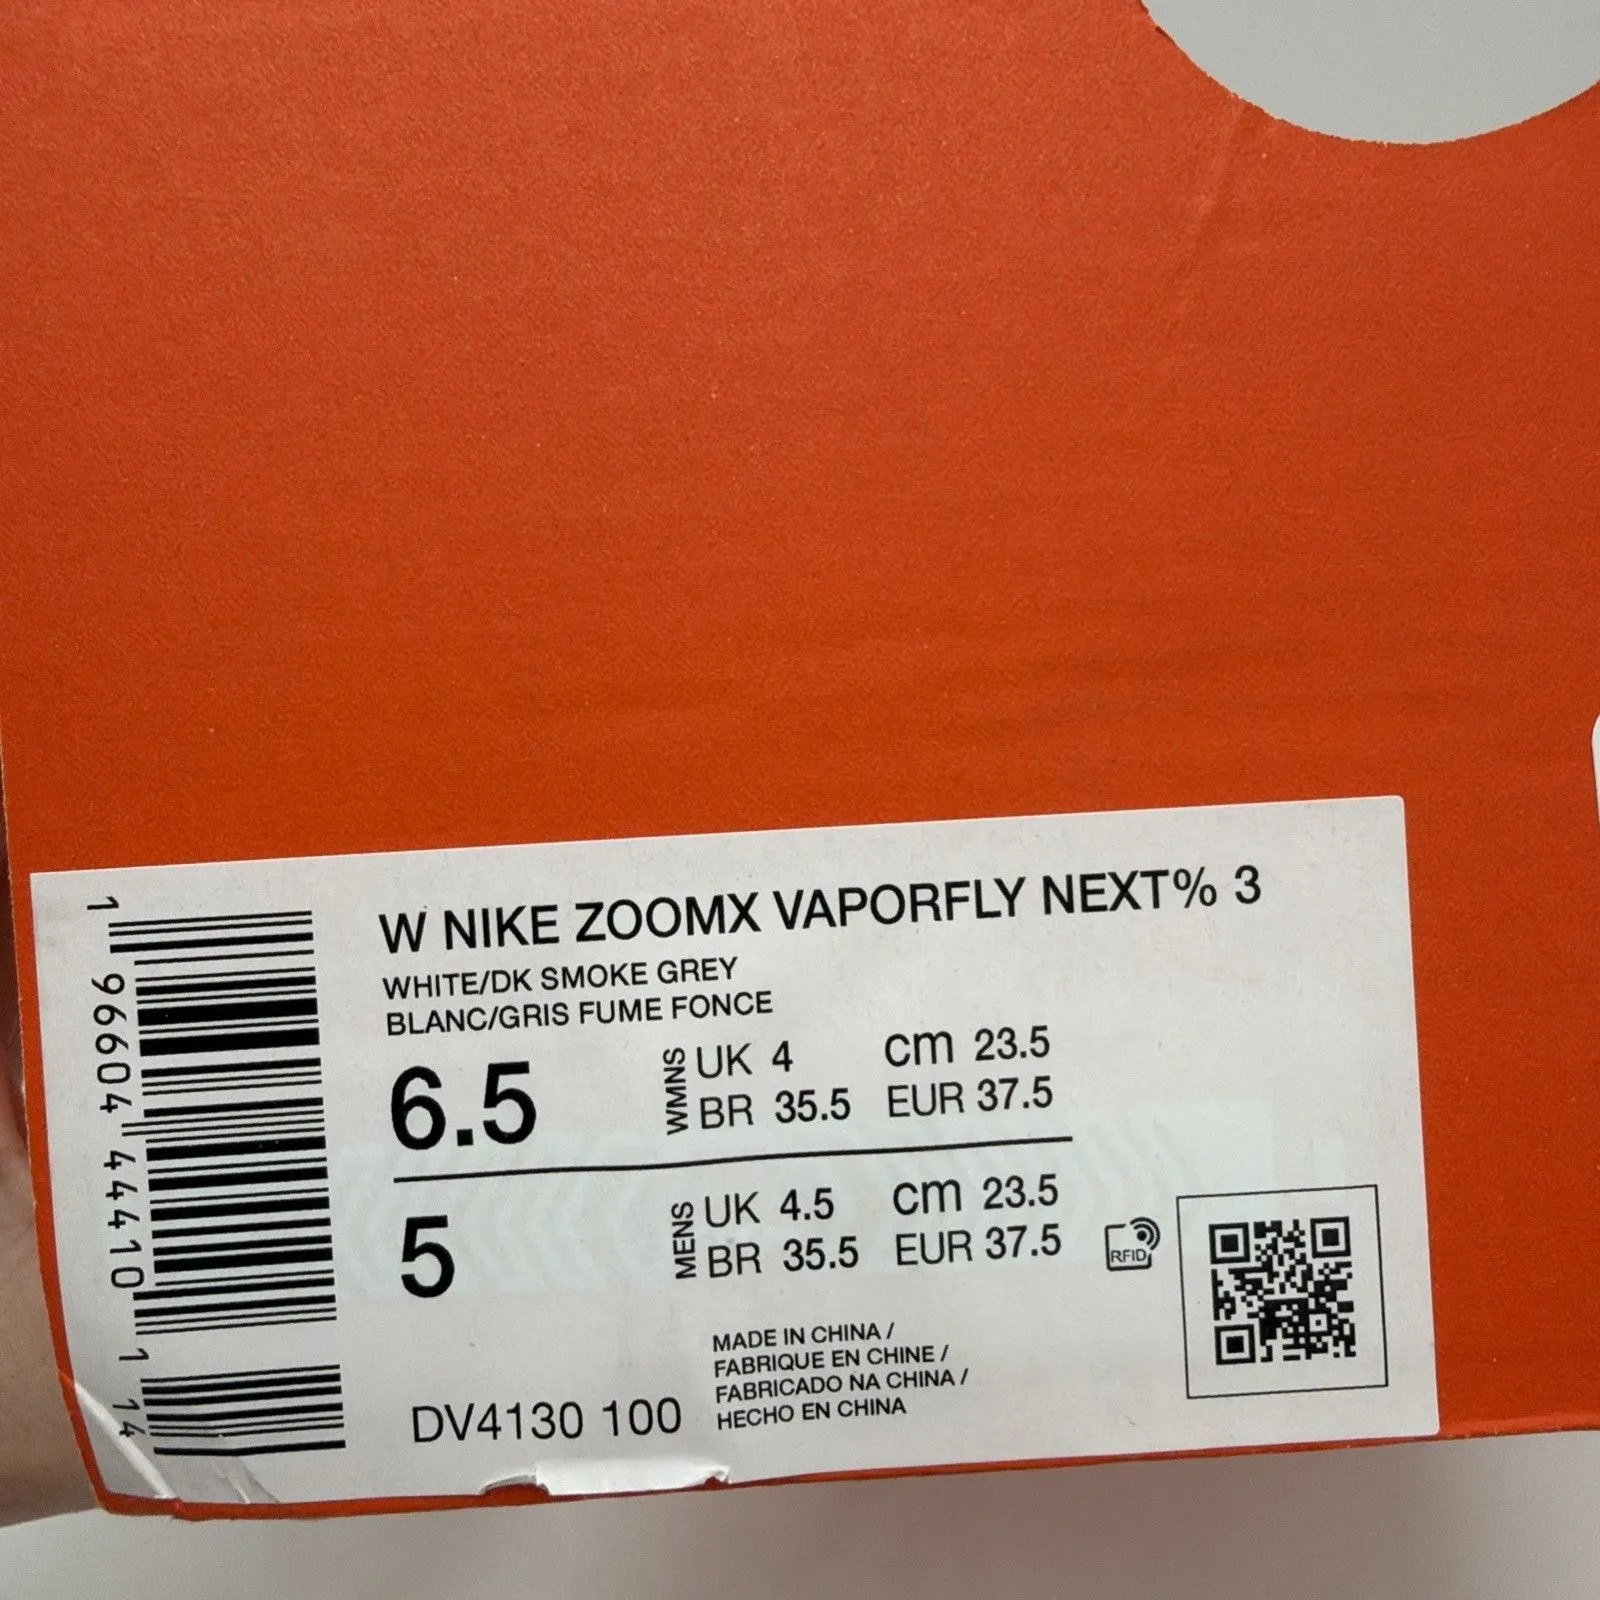 W NIKE ZOOMX VAPORFLY NEXT% 3
WHITE/DK SMOKE GREY
BLANC/GRIS FUME FONCE
6.5
WMNS
UK 4 cm 23.5
BR 35.5 EUR 37.5
5
MENS
UK 4.5 cm 23.5
BR 35.5 EUR 37.5
RFID
MADE IN CHINA /
FABRIQUE EN CHINE /
FABRICADO NA CHINA /
HECHO EN CHINA
DV4130 100
1 96604 44410 1 14